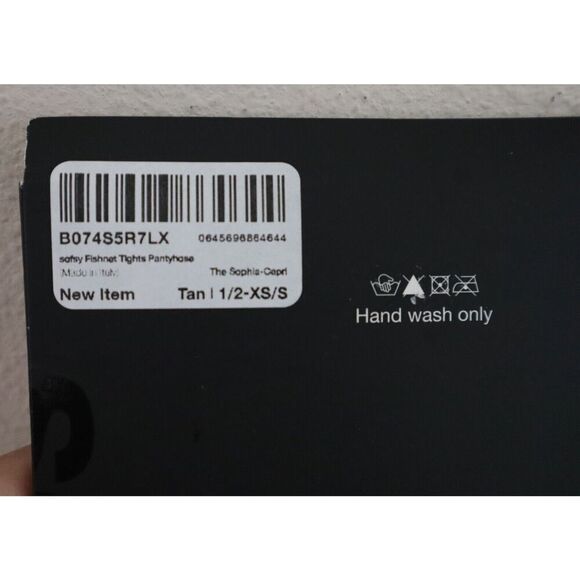 B074S5R7LX 0645696864644
sofsy Fishnet Tights Pantyhose
(Made in Italy) The Sophia-Capri
New Item Tan | 1/2-XS/S
Hand wash only